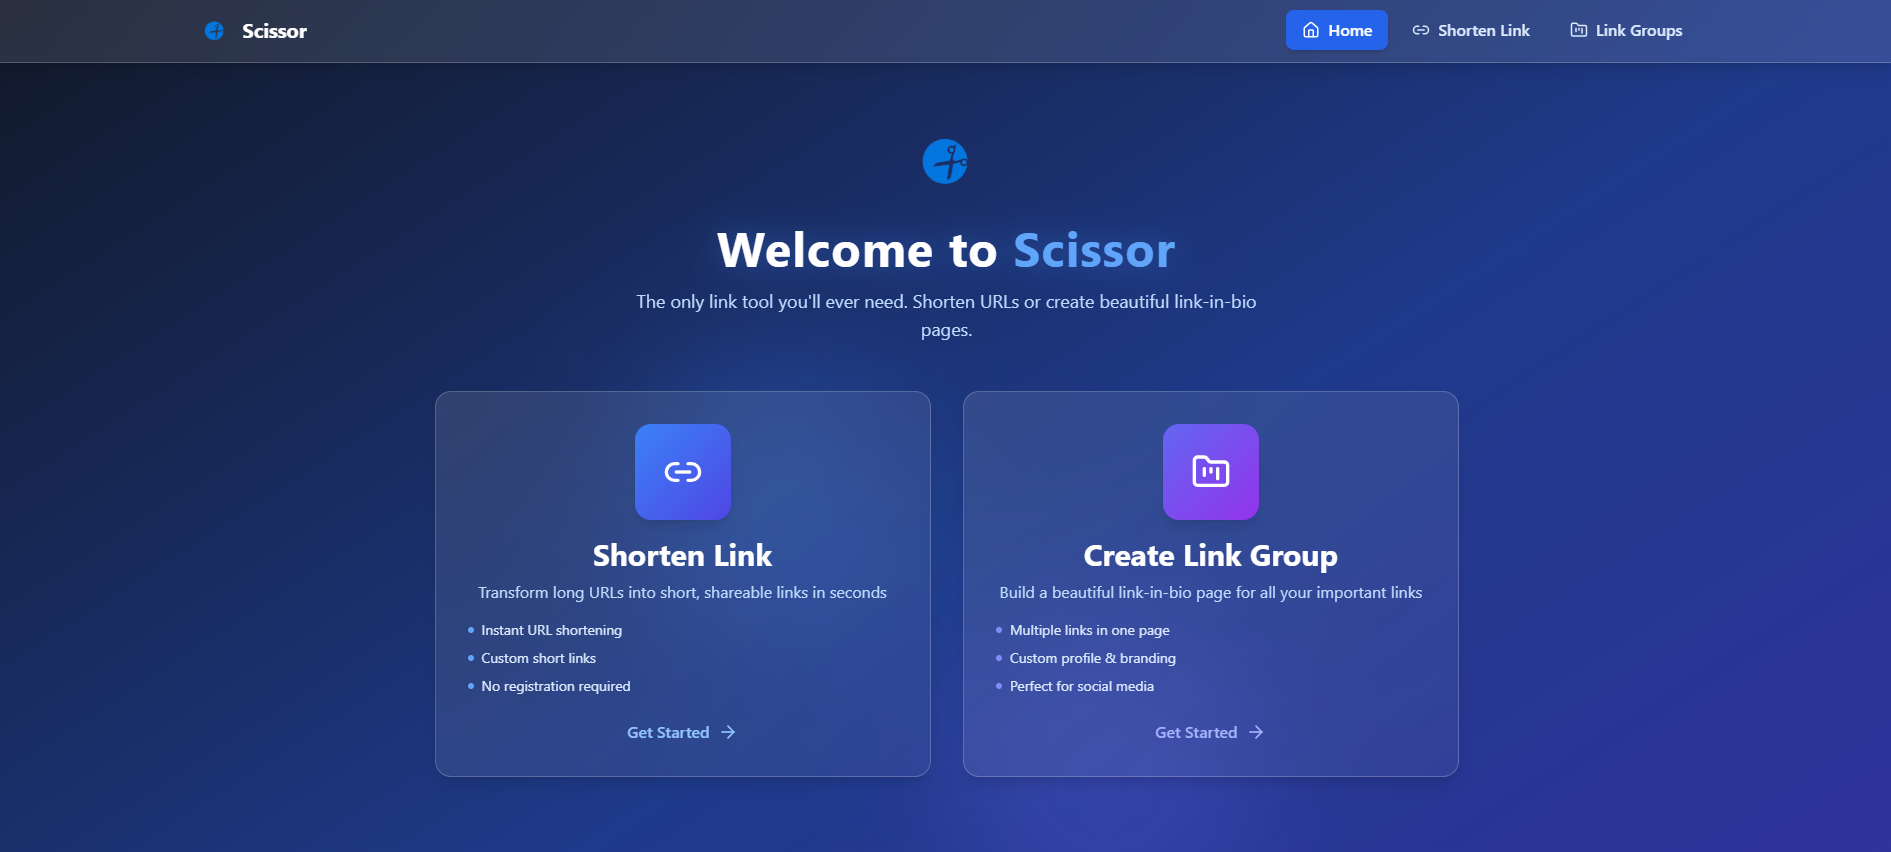 Scissor
Home
Shorten Link
Link Groups
Welcome to Scissor
The only link tool you'll ever need. Shorten URLs or create beautiful link-in-bio
pages.
Shorten Link
Transform long URLs into short, shareable links in seconds
Instant URL shortening
Custom short links
No registration required
Get Started
Create Link Group
Build a beautiful link-in-bio page for all your important links
Multiple links in one page
Custom profile & branding
Perfect for social media
Get Started